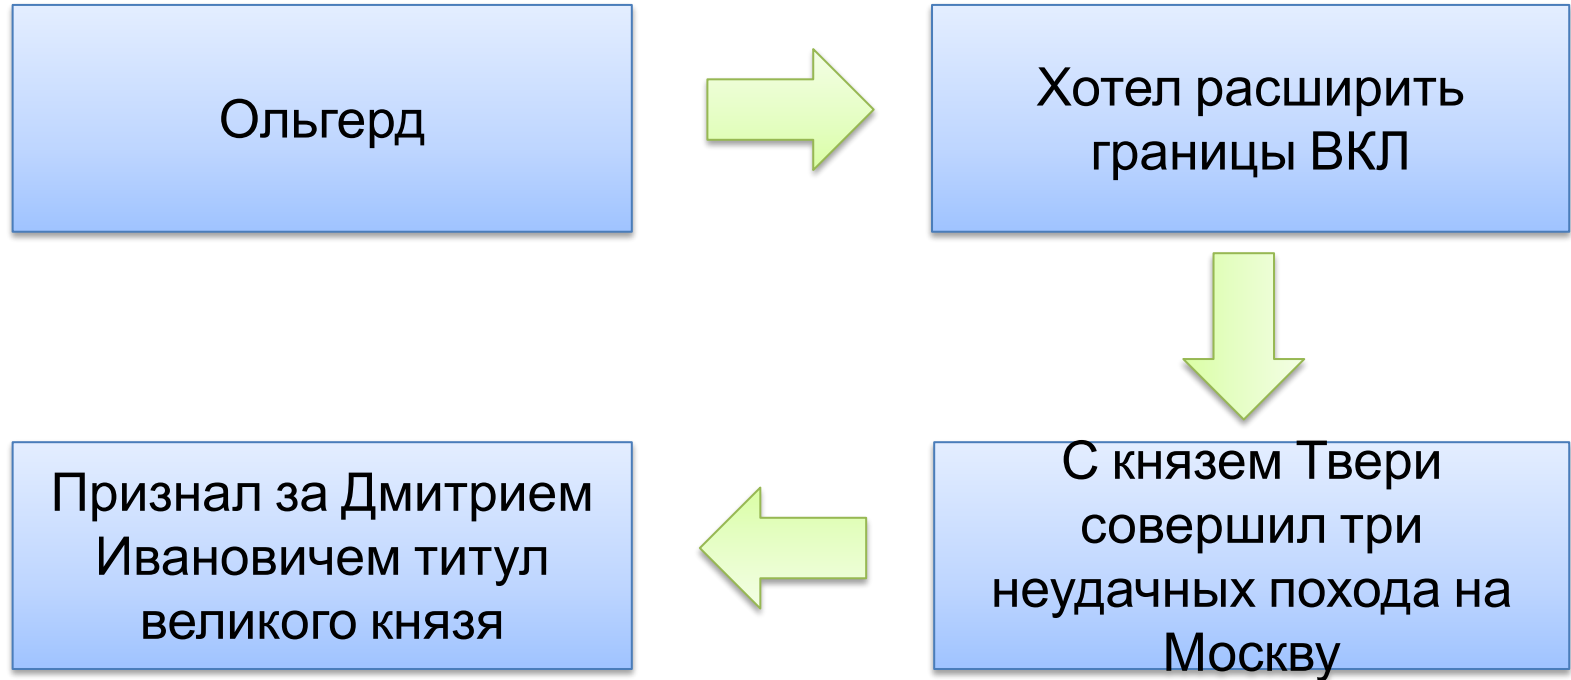 Ольгерд
Хотел расширить
границы ВКЛ
С князем Твери
совершил три
неудачных похода на
Москву
Признал за Дмитрием
Ивановичем титул
великого князя